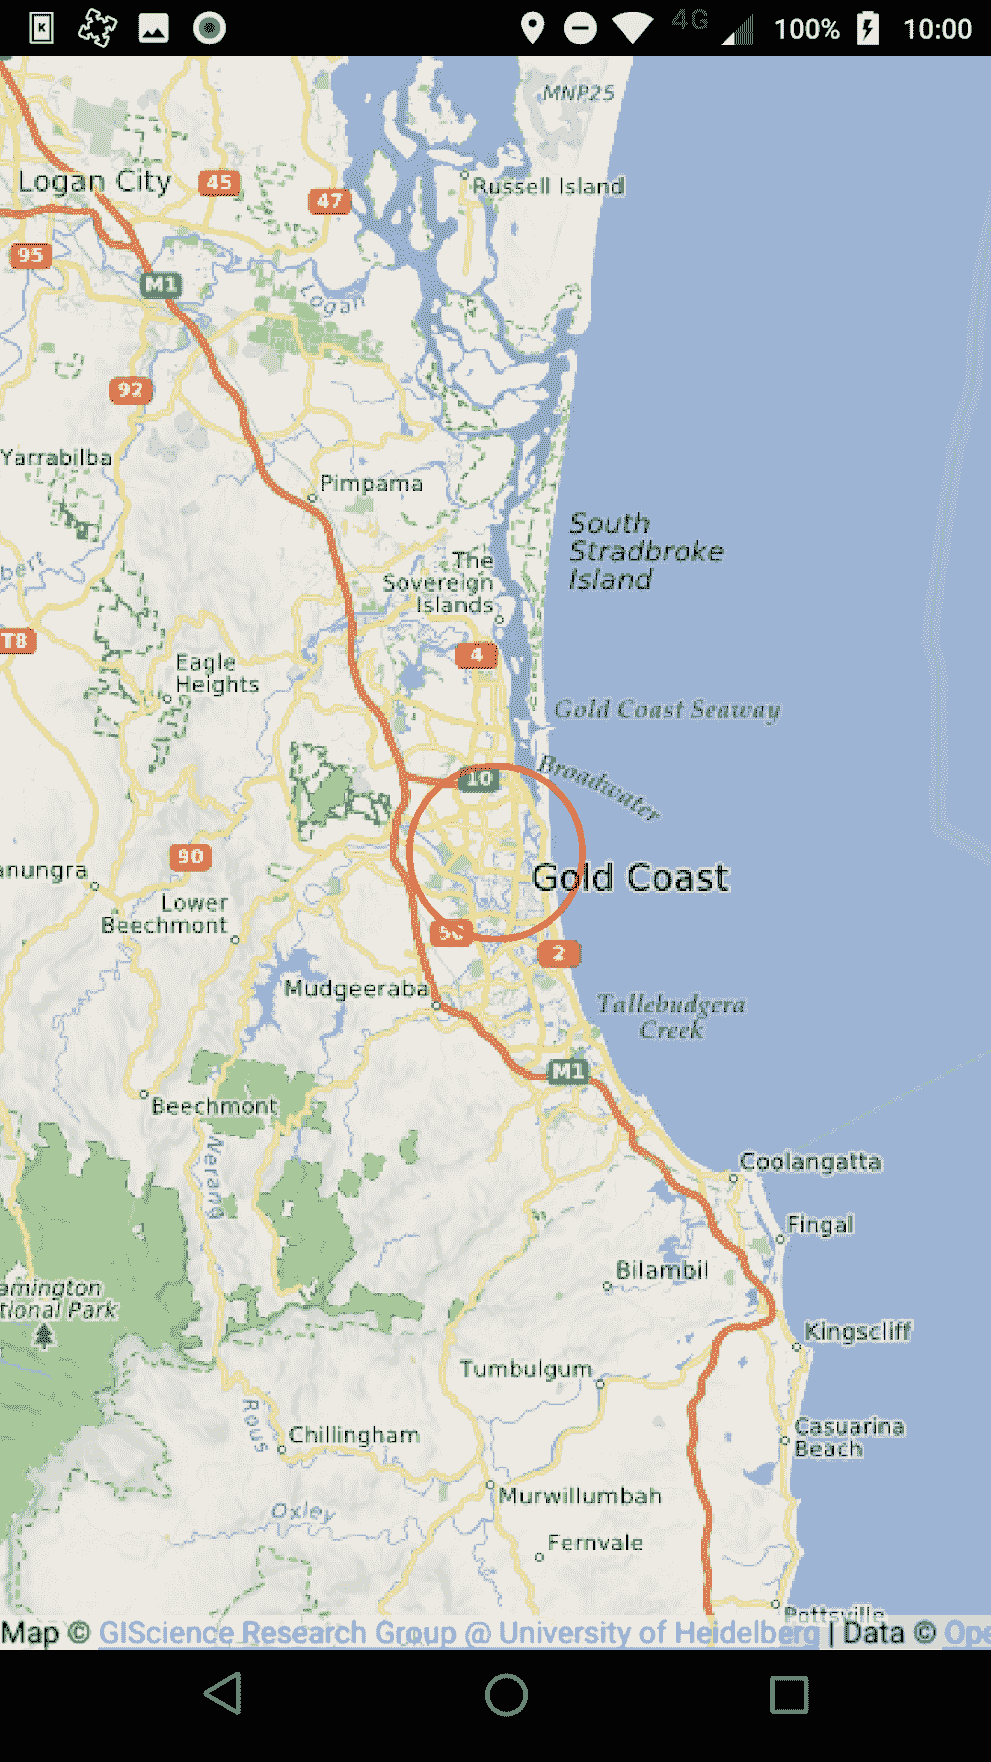 4G 100% 10:00
MNP25
Logan City
45
Russell Island
47
95
M1
Logan
92
Yarrabilba
Pimpama
South
Stradbroke
Island
The
Sovereign
Islands
bert
T8
4
Eagle
Heights
Gold Coast Seaway
Broadwater
10
90
anungra
Gold Coast
Lower
Beechmont
2
Mudgeeraba
Tallebudgera
Creek
M1
Beechmont
Nerang
Coolangatta
Fingal
Bilambil
amington
tional Park
Kingscliff
Tumbulgum
Rous
Chillingham
Casuarina
Beach
Murwillumbah
Oxley
Fernvale
Pottsville
Map © GIScience Research Group @ University of Heidelberg | Data © Ope